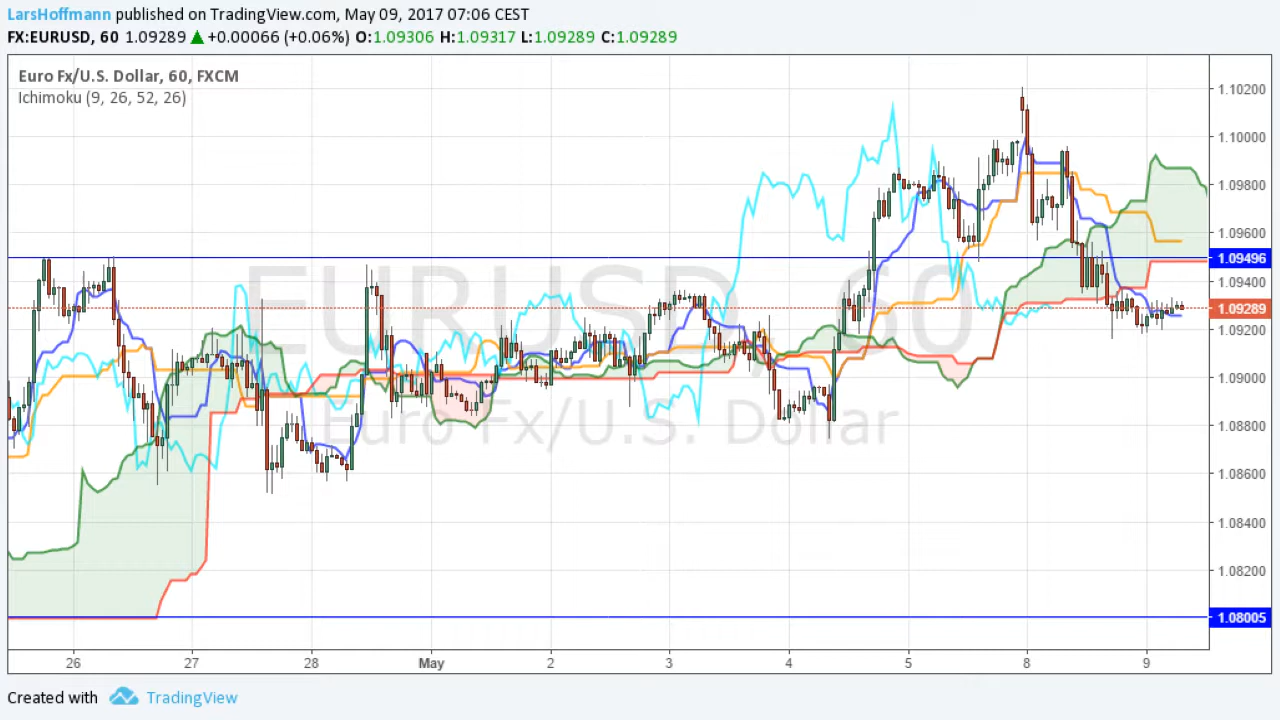 LarsHoffmann published on TradingView.com, May 09, 2017 07:06 CEST
FX:EURUSD, 60 1.09289 ▲ +0.00066 (+0.06%) O:1.09306 H:1.09317 L:1.09289 C:1.09289
Euro Fx/U.S. Dollar, 60, FXCM
Ichimoku (9, 26, 52, 26)
EURUSD, 60
Euro Fx/U.S. Dollar
1.10200
1.10000
1.09800
1.09600
1.09496
1.09400
1.09289
1.09200
1.09000
1.08800
1.08600
1.08400
1.08200
1.08005
26 27 28 May 2 3 4 5 8 9
Created with TradingView